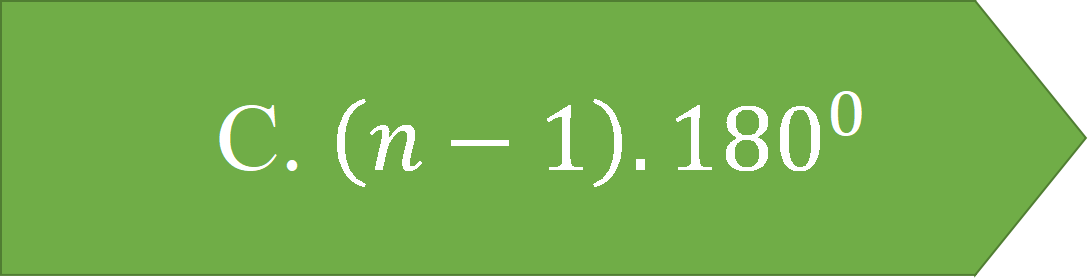 C. (n − 1). 180⁰